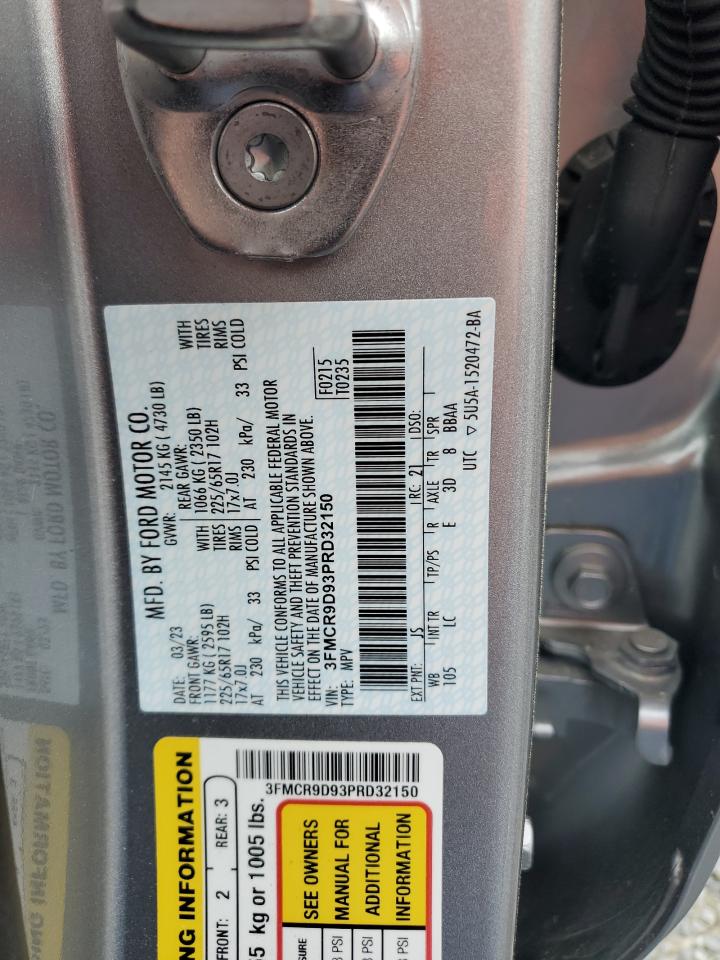 MFD. BY FORD MOTOR CO.
DATE: 03/23 GVWR: 2145 KG ( 4730 LB)
FRONT GAWR: REAR GAWR:
1177 KG ( 2595 LB) WITH 1066 KG ( 2350 LB) WITH
225/65R17 102H TIRES 225/65R17 102H TIRES
17x7.0J RIMS 17x7.0J RIMS
AT 230 kPa/ 33 PSI COLD AT 230 kPa/ 33 PSI COLD
THIS VEHICLE CONFORMS TO ALL APPLICABLE FEDERAL MOTOR
VEHICLE SAFETY AND THEFT PREVENTION STANDARDS IN
EFFECT ON THE DATE OF MANUFACTURE SHOWN ABOVE.
VIN: 3FMCR9D93PRD32150
TYPE: MPV
F0215
T0235
EXT PNT: JS RC: 21 DSO:
WB INT TR TP/PS R AXLE TR SPR
105 LC E 3D 8 BBAA
UTC ▽ 5U5A-1520472-BA
ING INFORMATION
FRONT: 2 REAR: 3
kg or 1005 lbs.
3FMCR9D93PRD32150
SEE OWNERS
MANUAL FOR
ADDITIONAL
INFORMATION
PSI
PSI
PSI